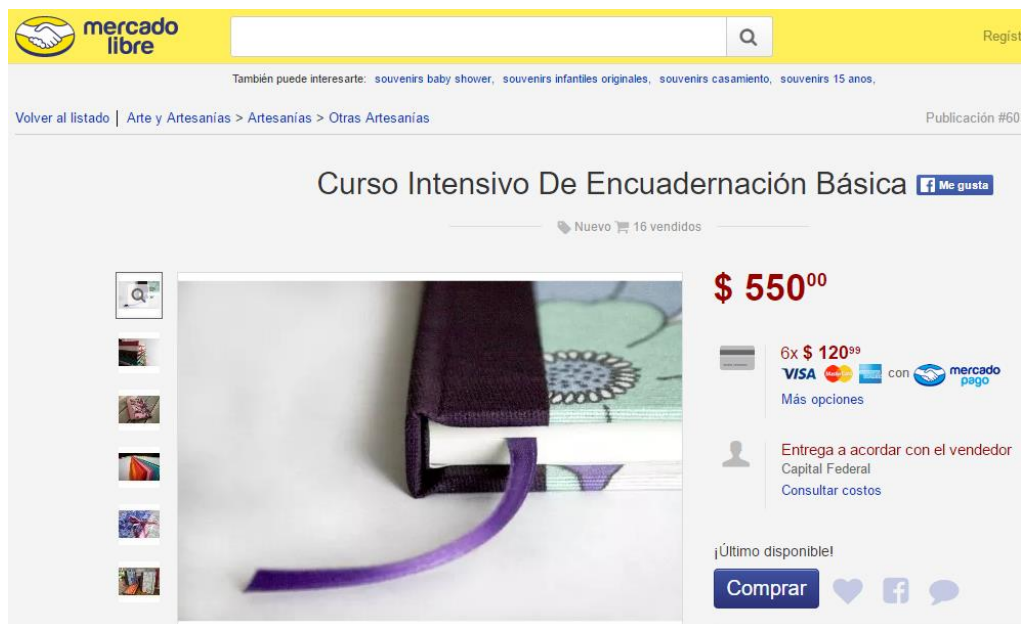 mercado
libre
Regíst
También puede interesarte: souvenirs baby shower, souvenirs infantiles originales, souvenirs casamiento, souvenirs 15 anos,
Volver al listado | Arte y Artesanías > Artesanías > Otras Artesanías
Publicación #60
Curso Intensivo De Encuadernación Básica
Me gusta
Nuevo 16 vendidos
$ 550⁰⁰
6x $ 120⁹⁹
VISA MasterCard con mercado pago
Más opciones
Entrega a acordar con el vendedor
Capital Federal
Consultar costos
¡Último disponible!
Comprar